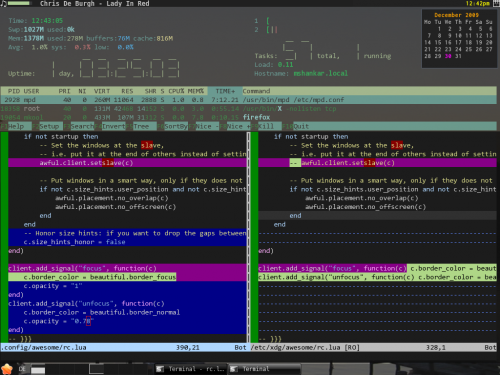 Chris De Burgh - Lady In Red
12:42pm
Time: 12:43:05
Swp:1027M used:0k
Mem:1378M used:278M buffers:76M cache:816M
Avg: 1.0% sys: 0.3% low: 0.0%
Uptime: day,
1 [
2 [||
Tasks: total, running
Load: 0.11
Hostname: mshankar.local
December 2009
Mo Tu We Th Fr Sa Su
1 2 3 4 5 6
7 8 9 10 11 12 13
14 15 16 17 18 19 20
21 22 23 24 25 26 27
28 29 30 31
PID USER PRI NI VIRT RES SHR S CPU% MEM% TIME+ Command
2928 mpd 40 0 260M 11064 2888 S 1.0 0.8 7:12.21 /usr/bin/mpd /etc/mpd.conf
root
firefox
Help Setup Search Invert Tree SortBy Nice - Nice + Kill Quit
if not startup then
-- Set the windows at the slave,
-- i.e. put it at the end of others instead of settin
awful.client.setslave(c)
-- Put windows in a smart way, only if they does not
if not c.size_hints.user_position and not c.size_hint
awful.placement.no_overlap(c)
awful.placement.no_offscreen(c)
end
end
-- Honor size hints: if you want to drop the gaps between
c.size_hints_honor = false
end)
client.add_signal("focus", function(c)
c.border_color = beautiful.border_focus
c.opacity = "1"
end)
client.add_signal("unfocus", function(c)
c.border_color = beautiful.border_normal
c.opacity = "0.7"
end)
-- }}}
.config/awesome/rc.lua 390,0-1 Bot
if not startup then
-- Set the windows at the slave,
-- i.e. put it at the end of others instead of settin
-- awful.client.setslave(c)
-- Put windows in a smart way, only if they does not
if not c.size_hints.user_position and not c.size_hint
awful.placement.no_overlap(c)
awful.placement.no_offscreen(c)
end
end
end)
client.add_signal("focus", function(c) c.border_color = beaut
client.add_signal("unfocus", function(c) c.border_color = bea
-- }}}
/etc/xdg/awesome/rc.lua [RO] 328,1 Bot
Terminal - rc.l...
Terminal